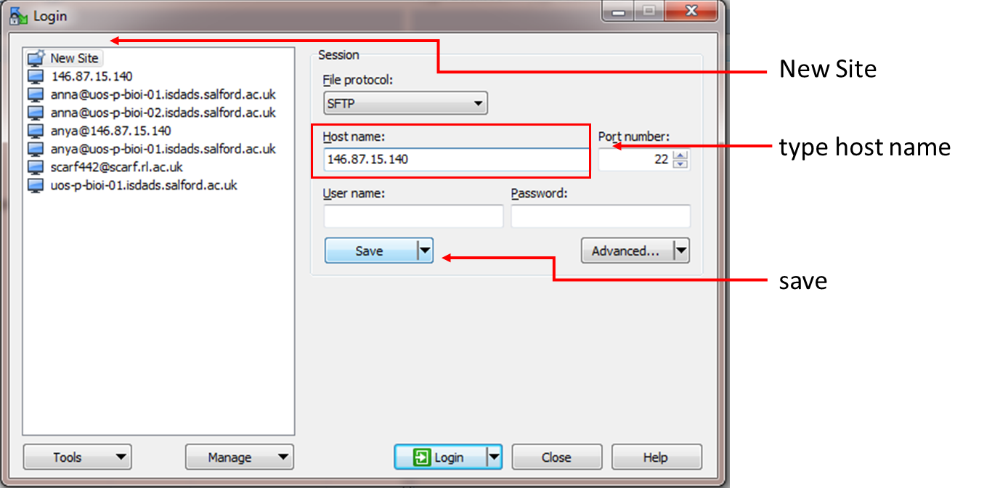 Login
New Site
146.87.15.140
anna@uos-p-bioi-01.isdads.salford.ac.uk
anna@uos-p-bioi-02.isdads.salford.ac.uk
anya@146.87.15.140
anya@uos-p-bioi-01.isdads.salford.ac.uk
scarf442@scarf.rl.ac.uk
uos-p-bioi-01.isdads.salford.ac.uk
Session
File protocol:
SFTP
Host name:
Port number:
146.87.15.140
22
User name:
Password:
Save
Advanced...
Tools
Manage
Login
Close
Help
New Site
type host name
save